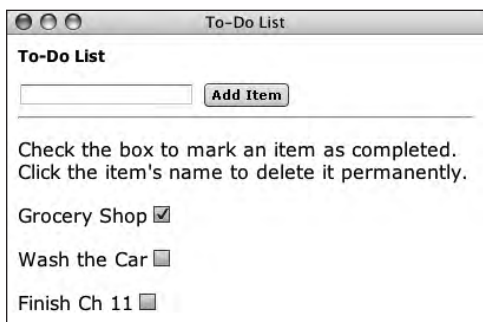 To-Do List
To-Do List
Add Item
Check the box to mark an item as completed.
Click the item's name to delete it permanently.
Grocery Shop
Wash the Car
Finish Ch 11